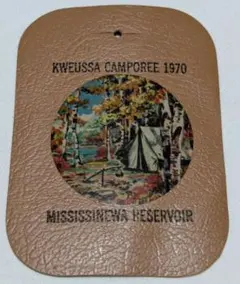 KWEUSSA CAMPOREE 1970
MISSISSINEWA RESERVOIR